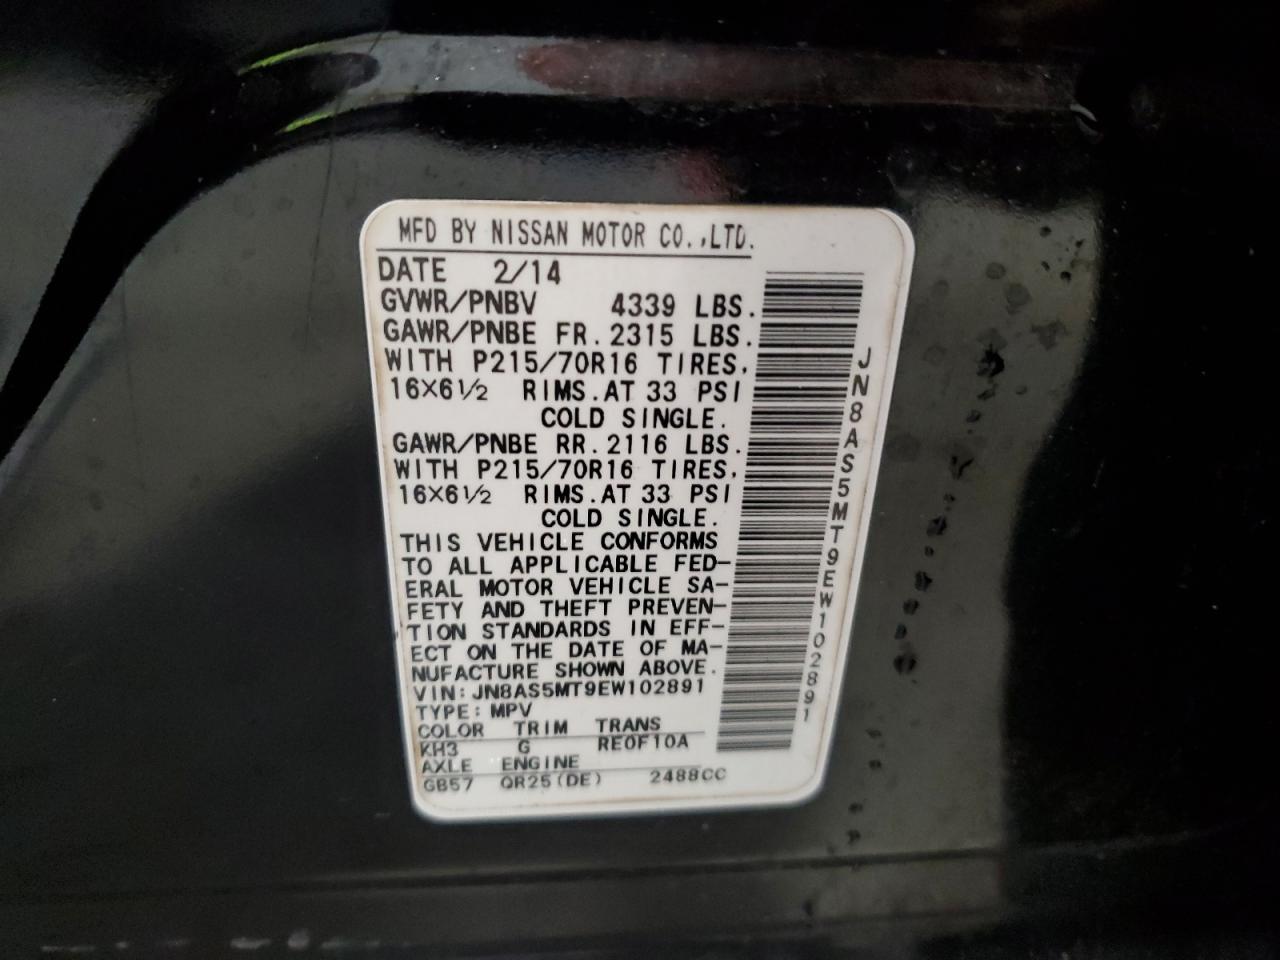 MFD BY NISSAN MOTOR CO.,LTD.
DATE 2/14
GVWR/PNBV 4339 LBS.
GAWR/PNBE FR. 2315 LBS.
WITH P215/70R16 TIRES,
16×6 1/2 RIMS. AT 33 PSI
COLD SINGLE.
GAWR/PNBE RR. 2116 LBS.
WITH P215/70R16 TIRES,
16×6 1/2 RIMS. AT 33 PSI
COLD SINGLE.
THIS VEHICLE CONFORMS
TO ALL APPLICABLE FED-
ERAL MOTOR VEHICLE SA-
FETY AND THEFT PREVEN-
TION STANDARDS IN EFF-
ECT ON THE DATE OF MA-
NUFACTURE SHOWN ABOVE.
VIN: JN8AS5MT9EW102891
TYPE: MPV
COLOR TRIM TRANS
KH3 G RE0F10A
AXLE ENGINE
GB57 QR25(DE) 2488CC
JN8AS5MT9EW102891